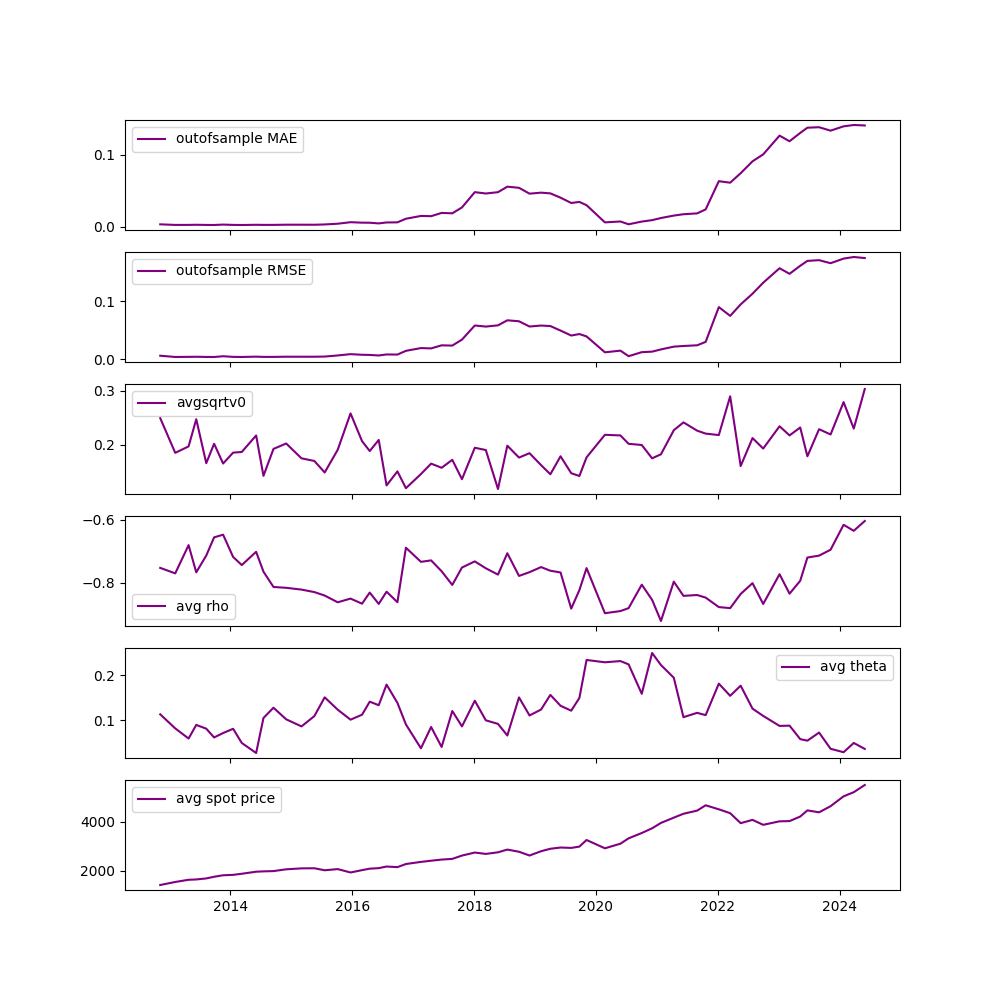 outofsample MAE
0.1
0.0
outofsample RMSE
0.1
0.0
avgsqrtv0
0.3
0.2
−0.6
−0.8
avg rho
avg theta
0.2
0.1
avg spot price
4000
2000
2014 2016 2018 2020 2022 2024